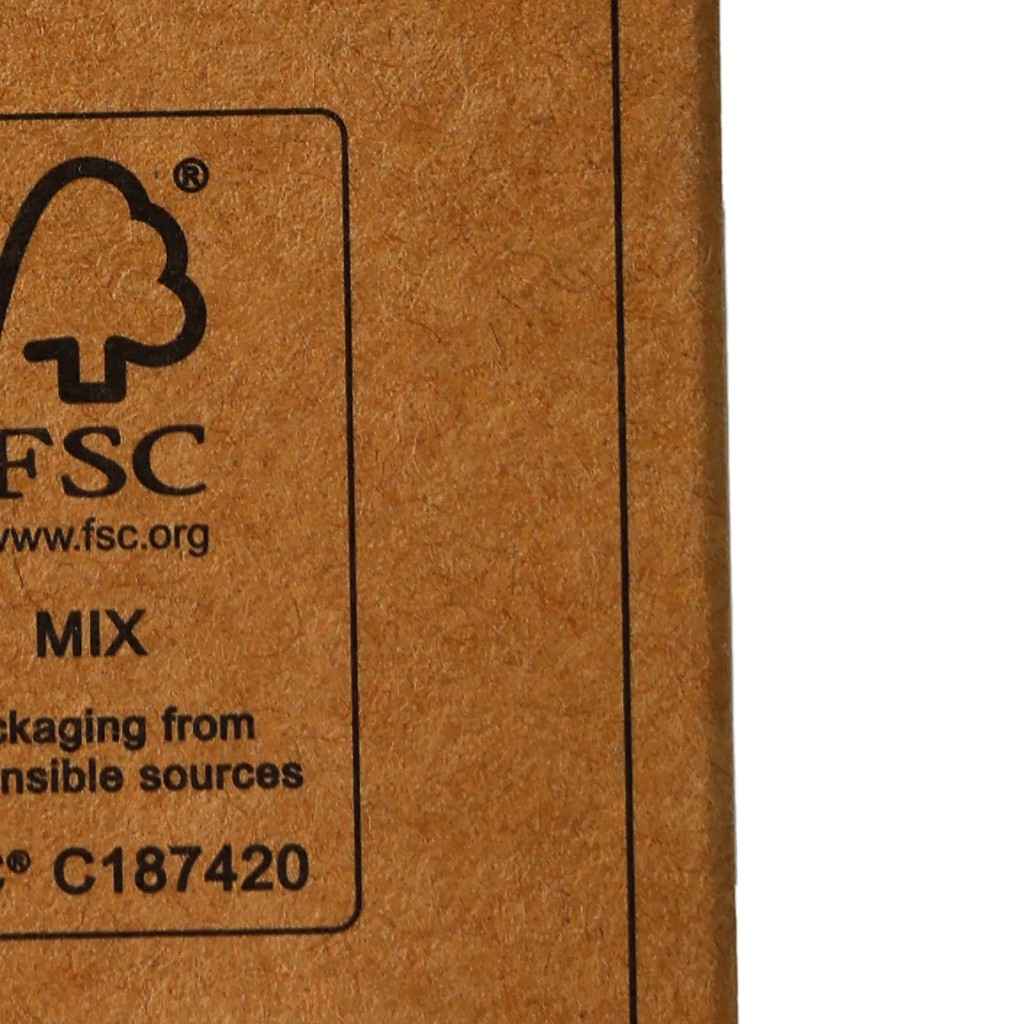 ®
FSC
www.fsc.org
MIX
ckaging from
nsible sources
C® C187420